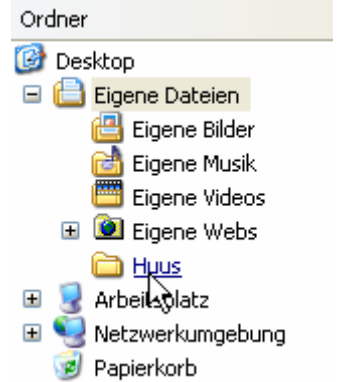 Ordner
Desktop
Eigene Dateien
Eigene Bilder
Eigene Musik
Eigene Videos
Eigene Webs
Huus
Arbeitsplatz
Netzwerkumgebung
Papierkorb